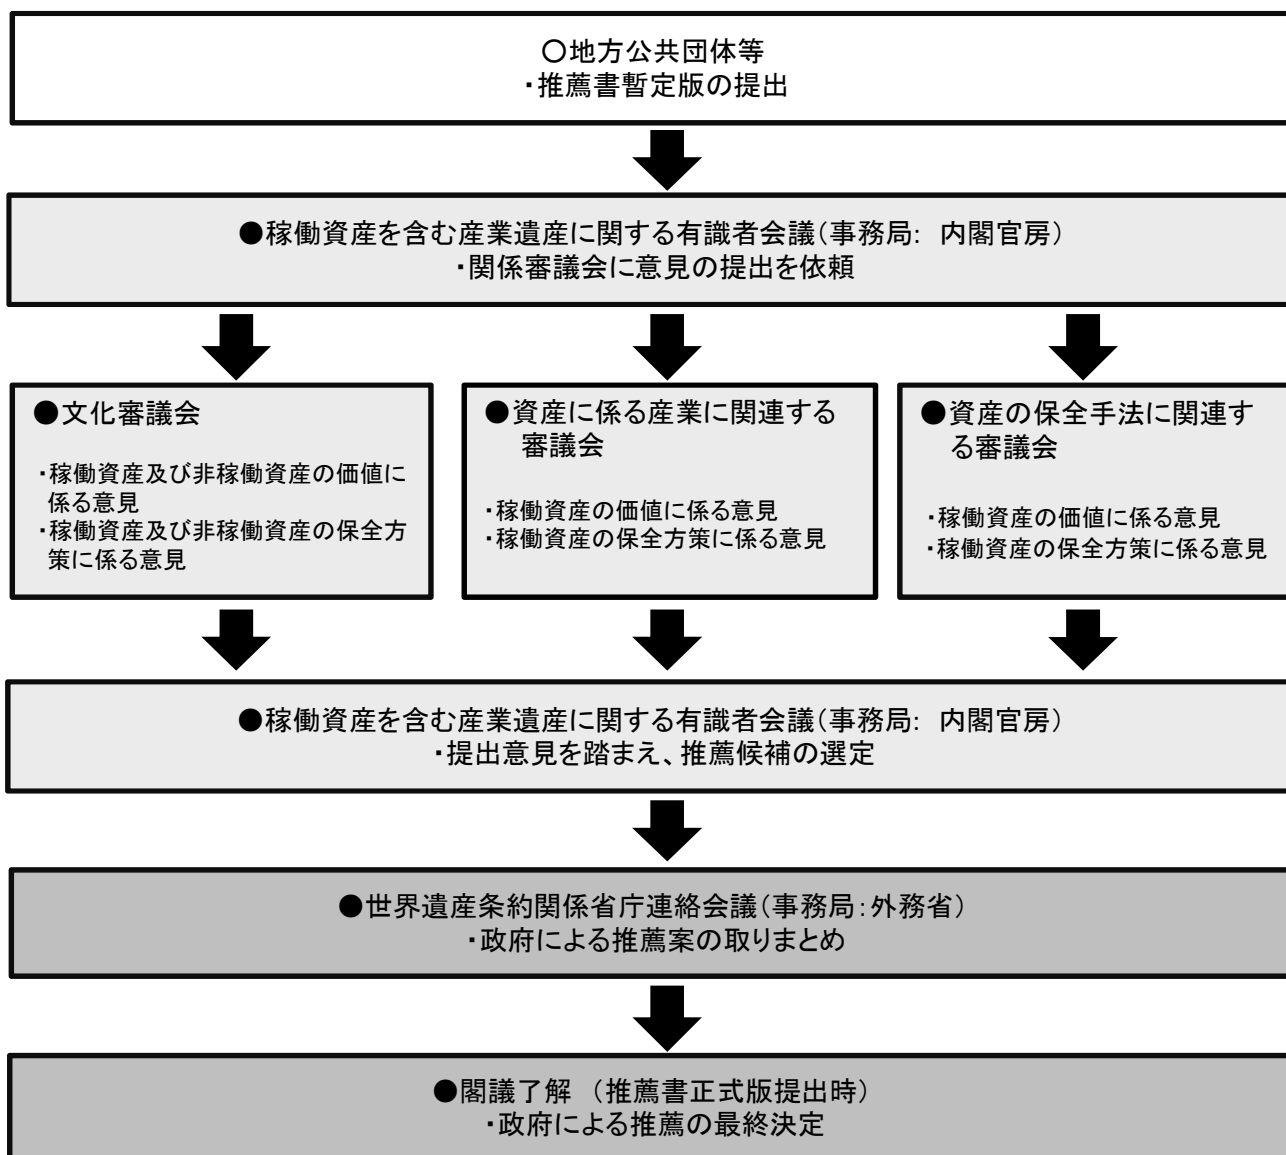 〇地方公共団体等
・推薦書暫定版の提出
●稼働資産を含む産業遺産に関する有識者会議(事務局: 内閣官房)
・関係審議会に意見の提出を依頼
●文化審議会
・稼働資産及び非稼働資産の価値に
係る意見
・稼働資産及び非稼働資産の保全方
策に係る意見
●資産に係る産業に関連する
審議会
・稼働資産の価値に係る意見
・稼働資産の保全方策に係る意見
●資産の保全手法に関連す
る審議会
・稼働資産の価値に係る意見
・稼働資産の保全方策に係る意見
●稼働資産を含む産業遺産に関する有識者会議(事務局: 内閣官房)
・提出意見を踏まえ、推薦候補の選定
●世界遺産条約関係省庁連絡会議(事務局:外務省)
・政府による推薦案の取りまとめ
●閣議了解 (推薦書正式版提出時)
・政府による推薦の最終決定